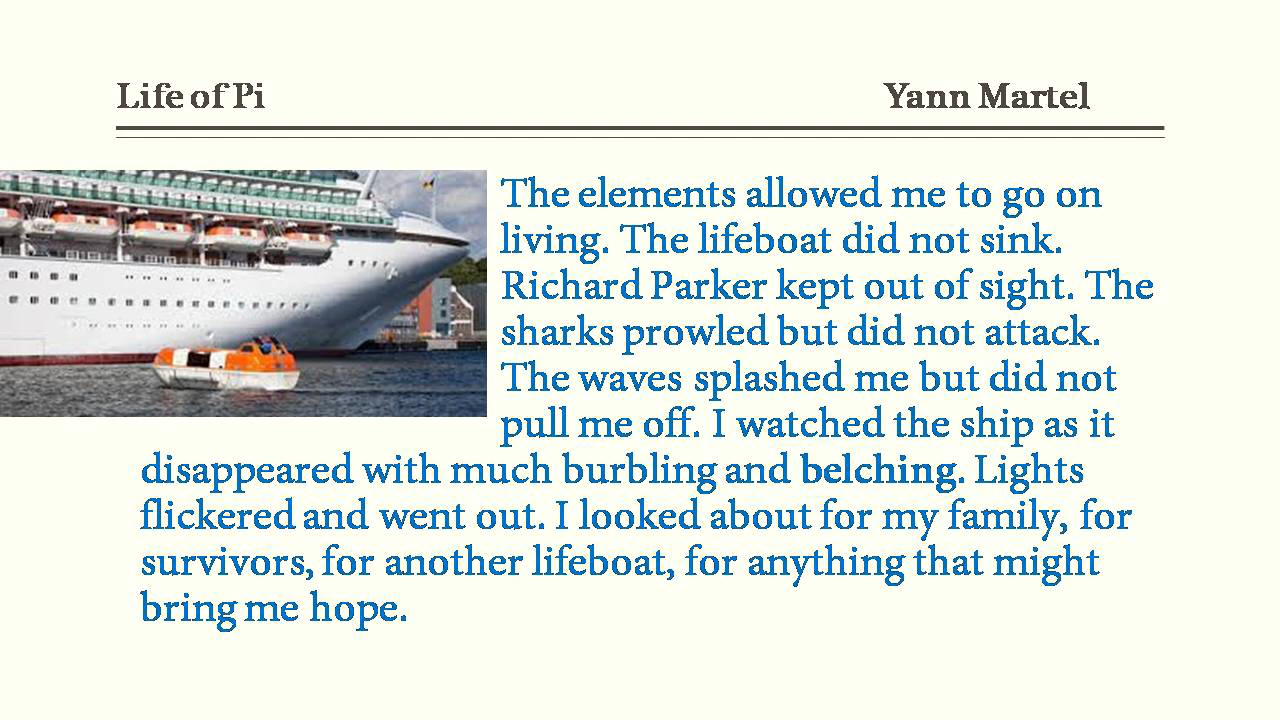 Life of Pi Yann Martel
The elements allowed me to go on
living. The lifeboat did not sink.
Richard Parker kept out of sight. The
sharks prowled but did not attack.
The waves splashed me but did not
pull me off. I watched the ship as it
disappeared with much burbling and belching. Lights
flickered and went out. I looked about for my family, for
survivors, for another lifeboat, for anything that might
bring me hope.